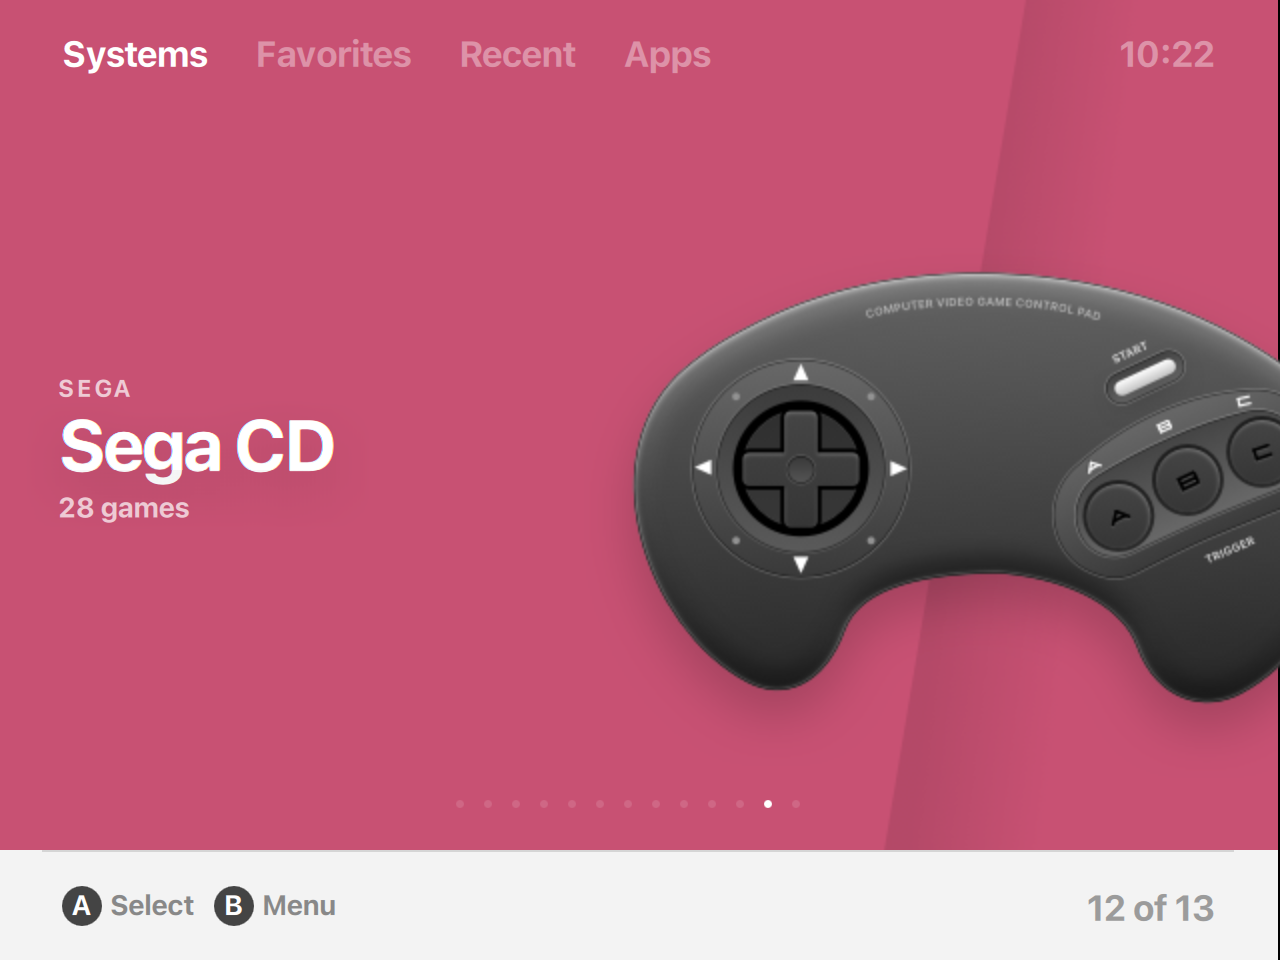 Systems Favorites Recent Apps 10:22
COMPUTER VIDEO GAME CONTROL PAD
START
A B C
A B C
TRIGGER
SEGA
Sega CD
28 games
A Select B Menu 12 of 13